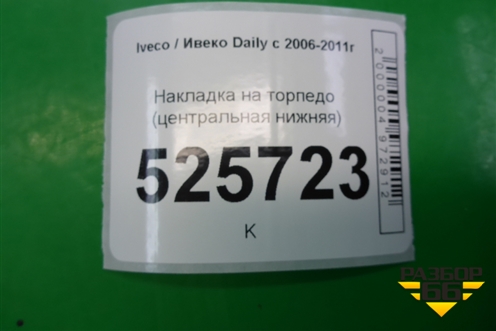 Iveco / Ивеко Daily с 2006-2011г
Накладка на торпедо
(центральная нижняя)
525723
К
2000004972912
РАЗБОР
66